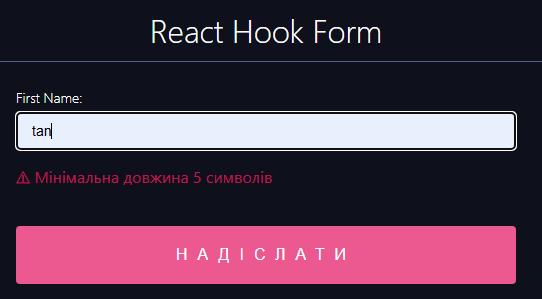 React Hook Form
First Name:
tan
⚠ Мінімальна довжина 5 символів
НАДІСЛАТИ